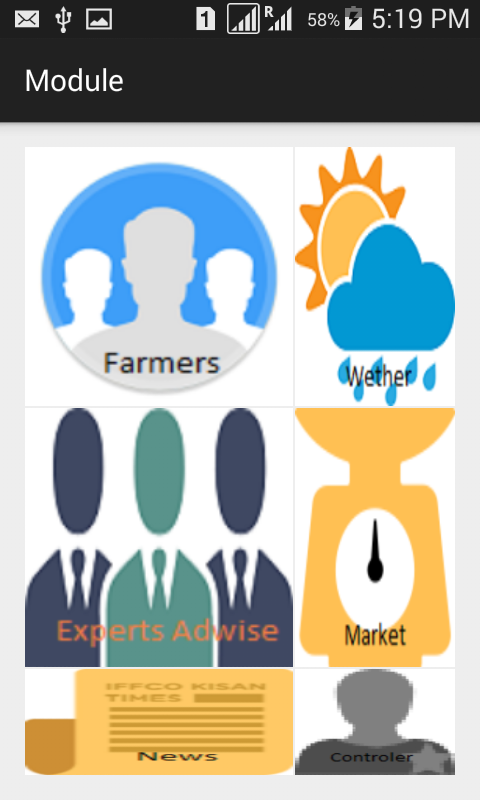 1 R 58% 5:19 PM
Module
Farmers
Wether
Experts Adwise
Market
IFFCO KISAN
TIMES
News
Controler